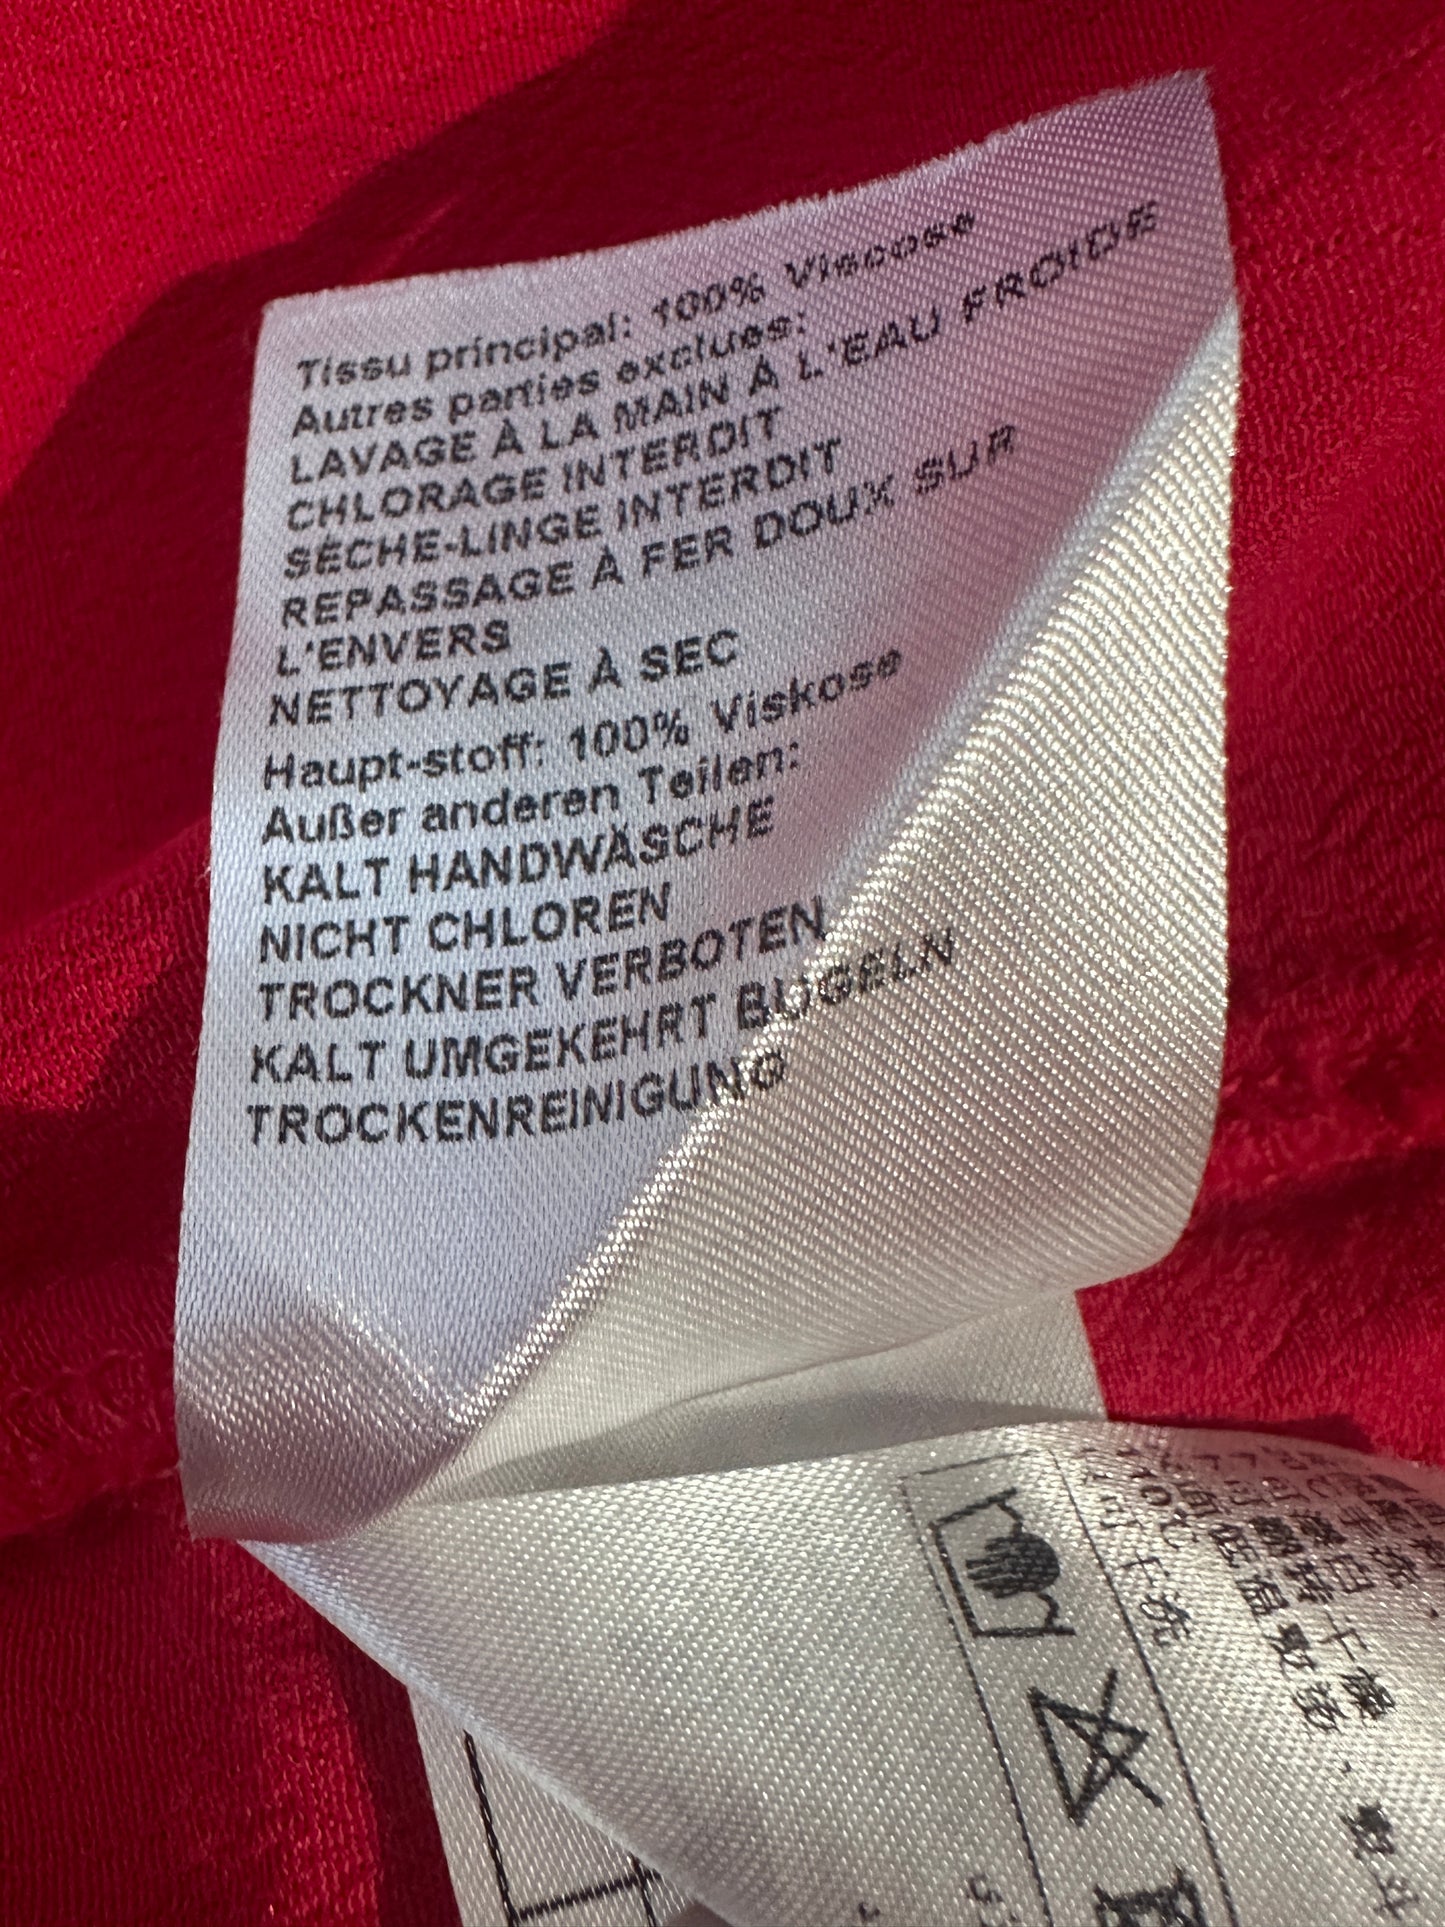 Tissu principal: 100% Viscose
Autres parties exclues:
LAVAGE À LA MAIN À L'EAU FROIDE
CHLORAGE INTERDIT
SÈCHE-LINGE INTERDIT
REPASSAGE À FER DOUX SUR
L'ENVERS
NETTOYAGE À SEC
Haupt-stoff: 100% Viskose
Außer anderen Teilen:
KALT HANDWÄSCHE
NICHT CHLOREN
TROCKNER VERBOTEN
KALT UMGEKEHRT BÜGELN
TROCKENREINIGUNG